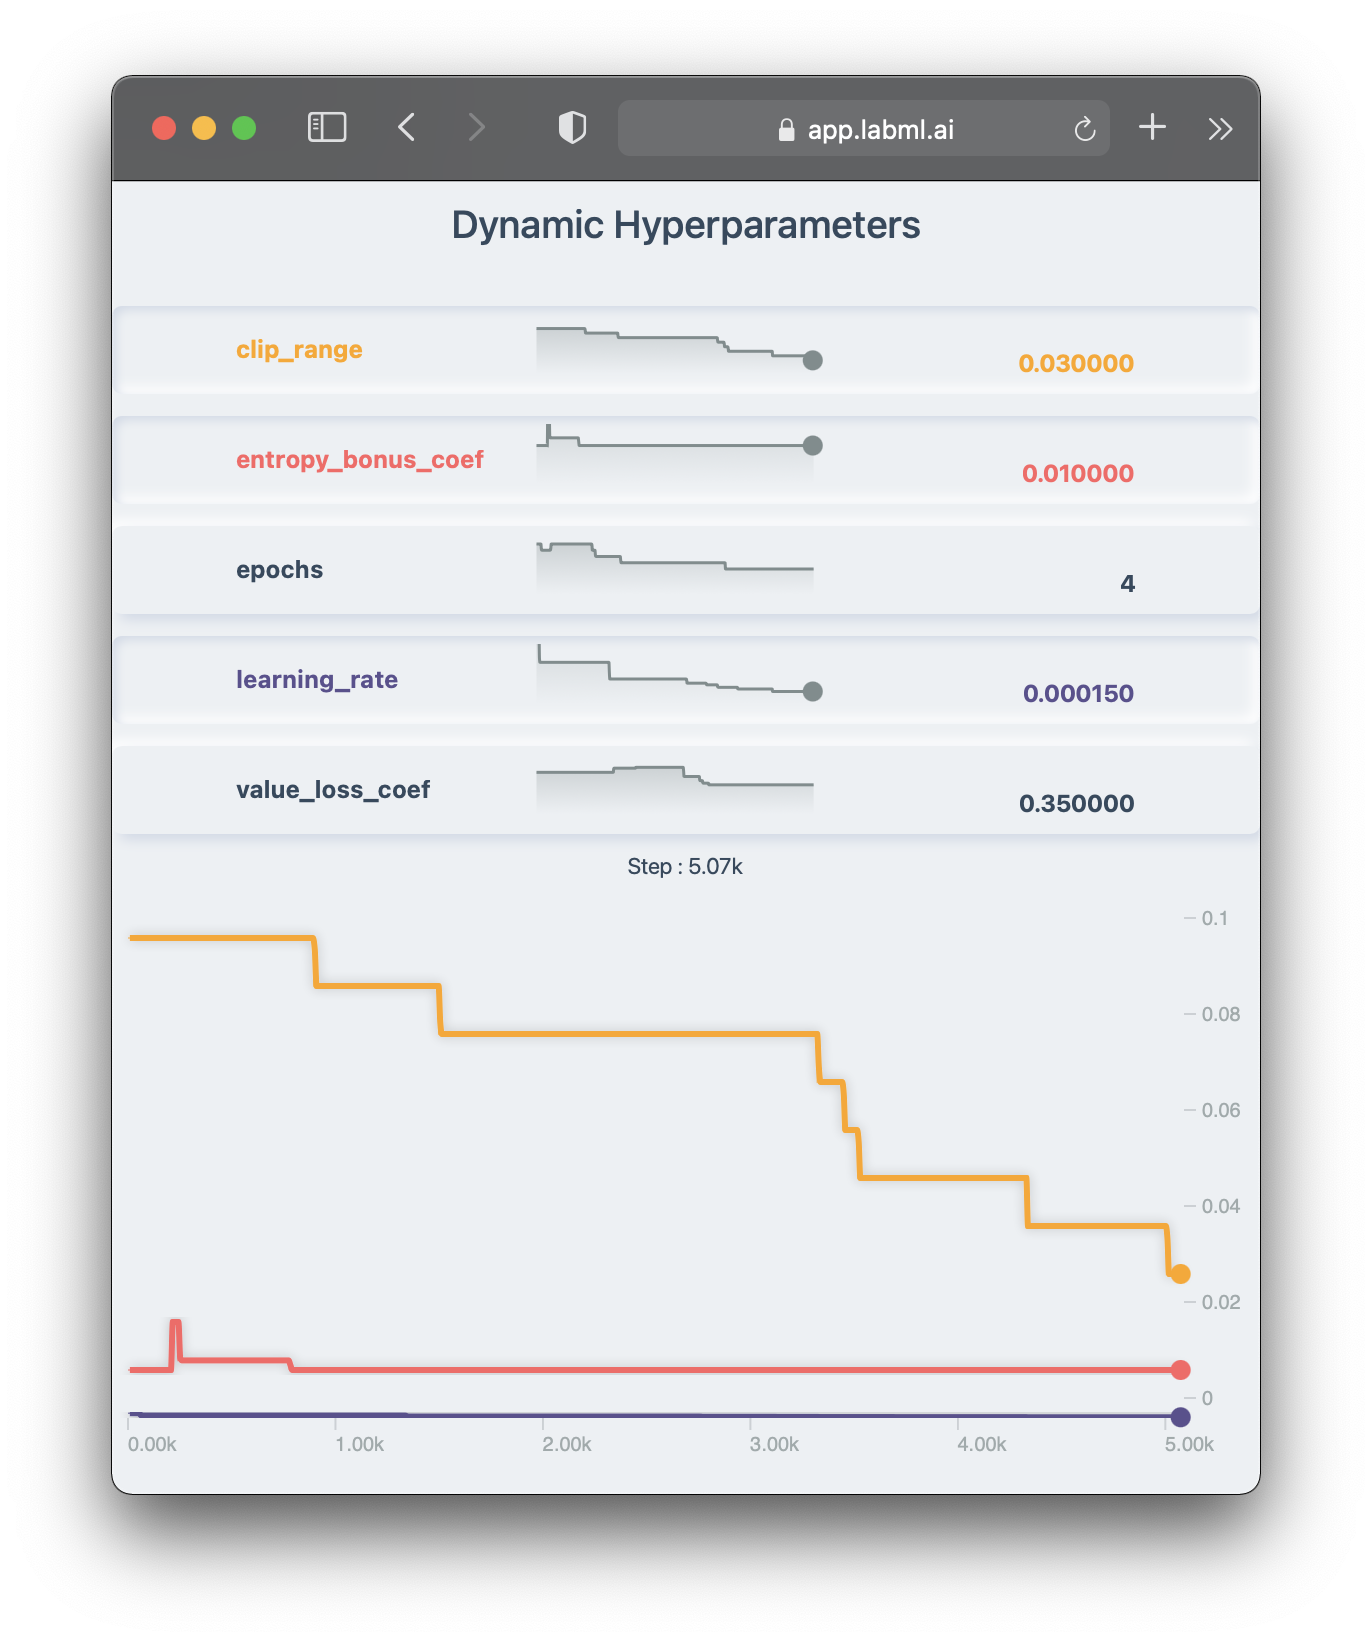 app.labml.ai
Dynamic Hyperparameters
clip_range 0.030000
entropy_bonus_coef 0.010000
epochs 4
learning_rate 0.000150
value_loss_coef 0.350000
Step : 5.07k
0.1
0.08
0.06
0.04
0.02
0
0.00k 1.00k 2.00k 3.00k 4.00k 5.00k